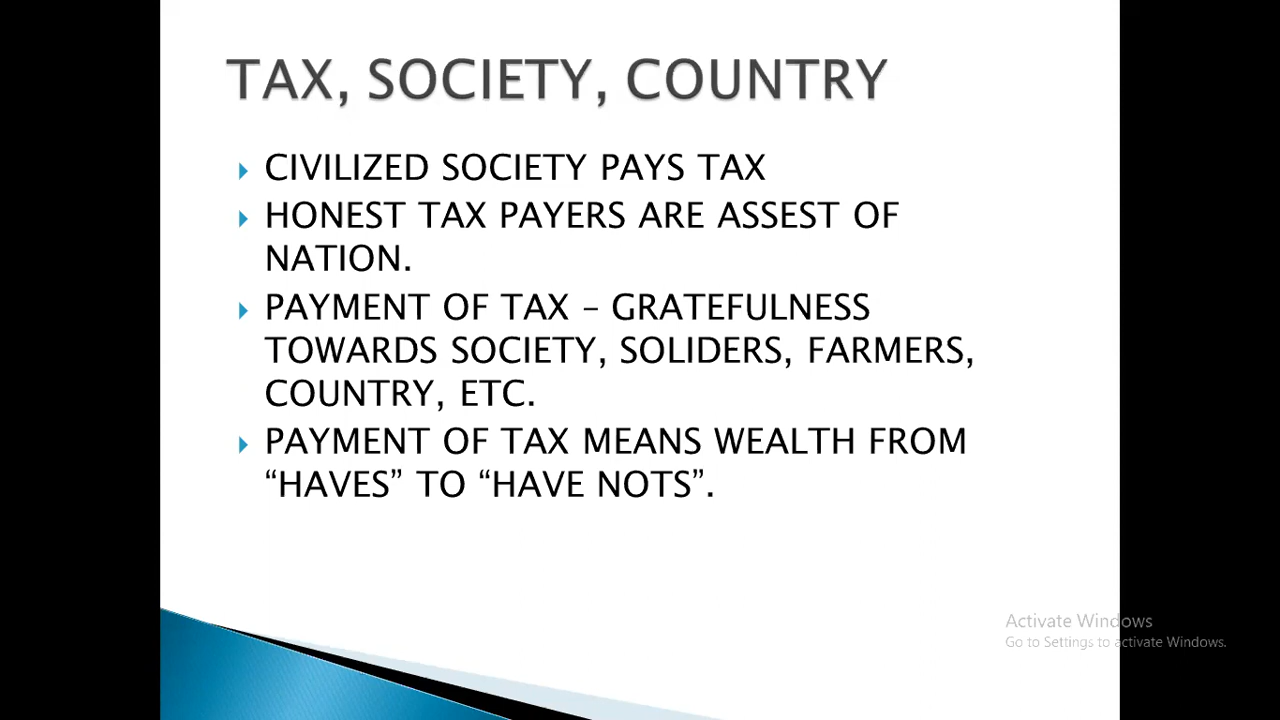 TAX, SOCIETY, COUNTRY
CIVILIZED SOCIETY PAYS TAX
HONEST TAX PAYERS ARE ASSEST OF
NATION.
PAYMENT OF TAX – GRATEFULNESS
TOWARDS SOCIETY, SOLIDERS, FARMERS,
COUNTRY, ETC.
PAYMENT OF TAX MEANS WEALTH FROM
“HAVES” TO “HAVE NOTS”.
Activate Windows
Go to Settings to activate Windows.